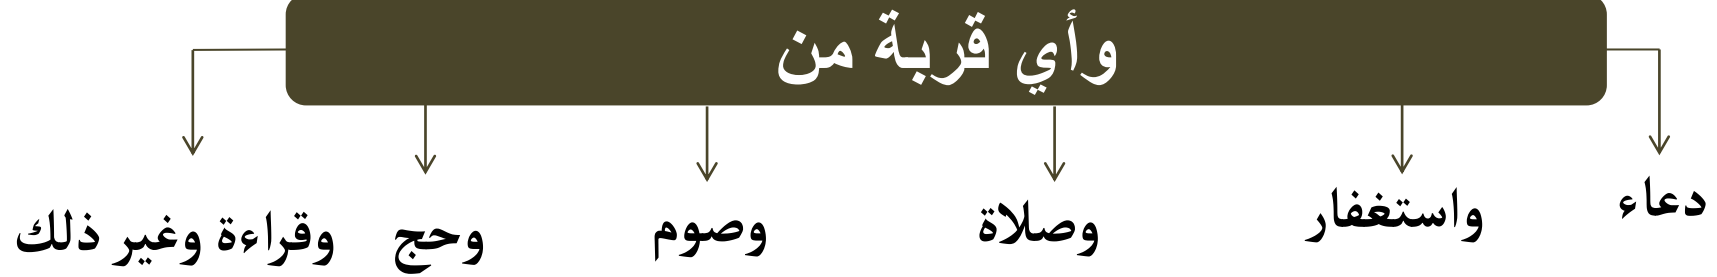 وأي قربة من
دعاء
واستغفار
وصلاة
وصوم
وحج
وقراءة وغير ذلك